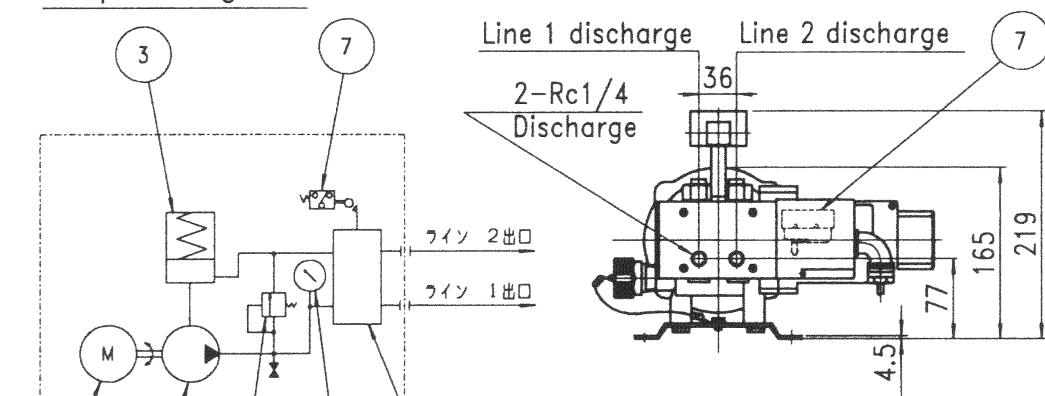 3
7
ライン 2出口
ライン 1出口
M
Line 1 discharge
Line 2 discharge
7
36
2-Rc1/4
Discharge
165
219
77
4.5